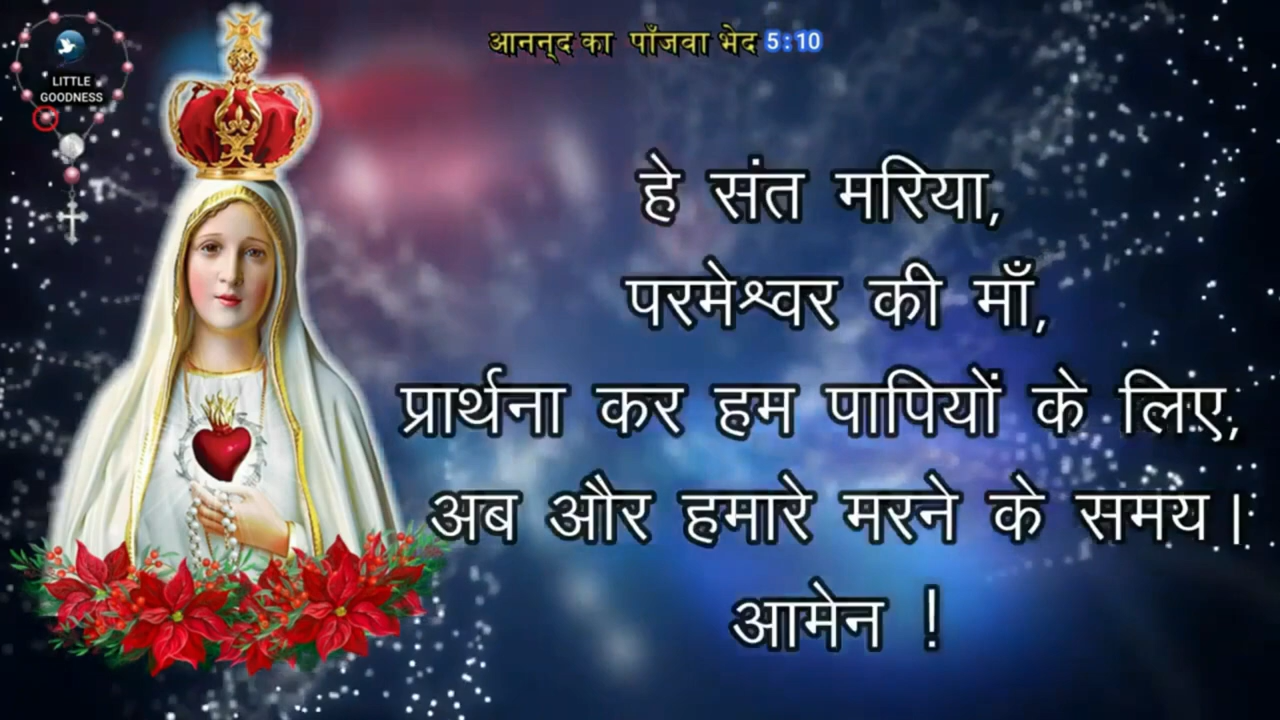 LITTLE
GOODNESS
आनन्द का पाँजवा भेद 5:10
हे संत मरिया,
परमेश्वर की माँ,
प्रार्थना कर हम पापियों के लिए,
अब और हमारे मरने के समय।
आमेन !